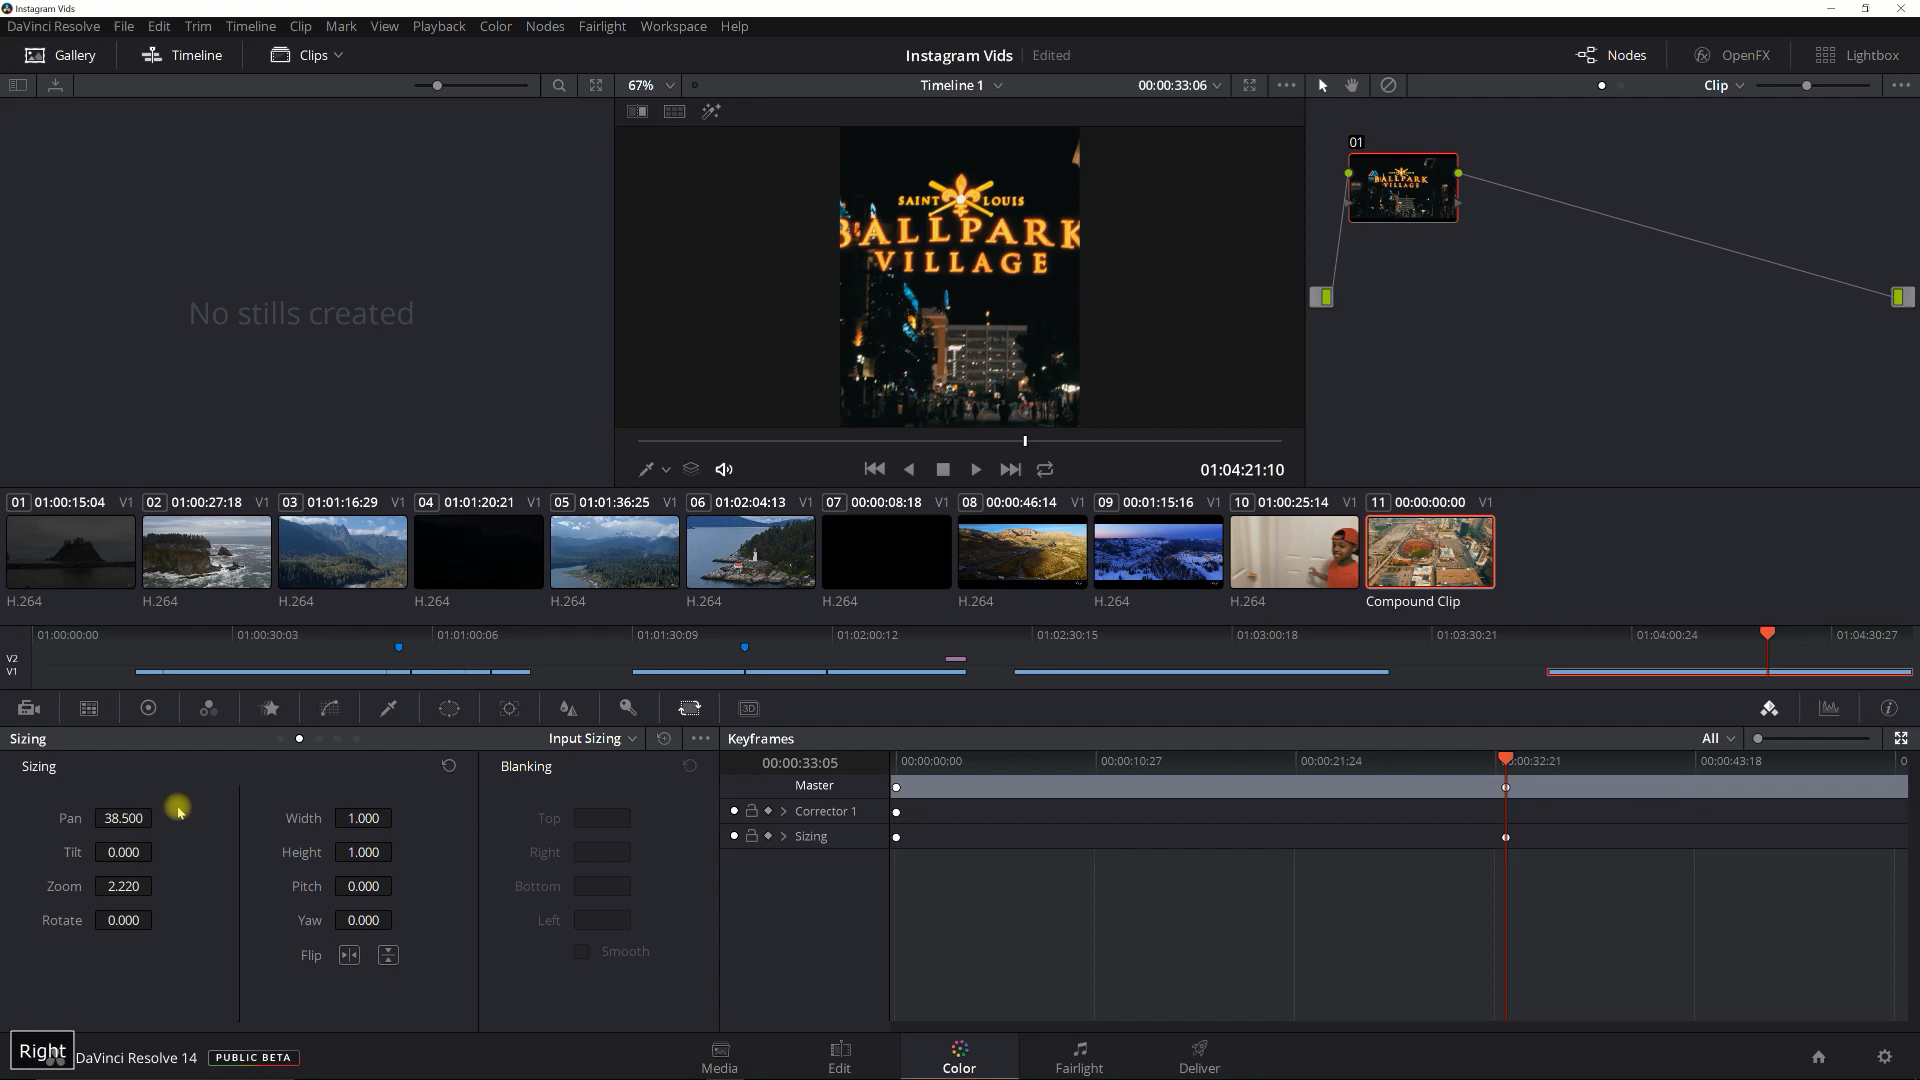 Instagram Vids
DaVinci Resolve File Edit Trim Timeline Clip Mark View Playback Color Nodes Fairlight Workspace Help
Gallery Timeline Clips Instagram Vids Edited Nodes OpenFX Lightbox
67% Timeline 1 00:00:33:06 Clip
01
SAINT LOUIS
BALLPARK
VILLAGE
BALLPARK
VILLAGE
No stills created
01:04:21:10
01 01:00:15:04 V1 02 01:00:27:18 V1 03 01:01:16:29 V1 04 01:01:20:21 V1 05 01:01:36:25 V1 06 01:02:04:13 V1 07 00:00:08:18 V1 08 00:00:46:14 V1 09 00:01:15:16 V1 10 01:00:25:14 V1 11 00:00:00:00 V1
H.264 H.264 H.264 H.264 H.264 H.264 H.264 H.264 H.264 H.264 Compound Clip
01:00:00:00 01:00:30:03 01:01:00:06 01:01:30:09 01:02:00:12 01:02:30:15 01:03:00:18 01:03:30:21 01:04:00:24 01:04:30:27
V2
V1
3D
Sizing Input Sizing Keyframes All
Sizing Blanking 00:00:33:05 00:00:00:00 00:00:10:27 00:00:21:24 00:00:32:21 00:00:43:18 0
Master
Pan 38.500 Width 1.000 Top Corrector 1
Tilt 0.000 Height 1.000 Right Sizing
Zoom 2.220 Pitch 0.000 Bottom
Rotate 0.000 Yaw 0.000 Left
Flip Smooth
Right DaVinci Resolve 14 PUBLIC BETA
Media Edit Color Fairlight Deliver